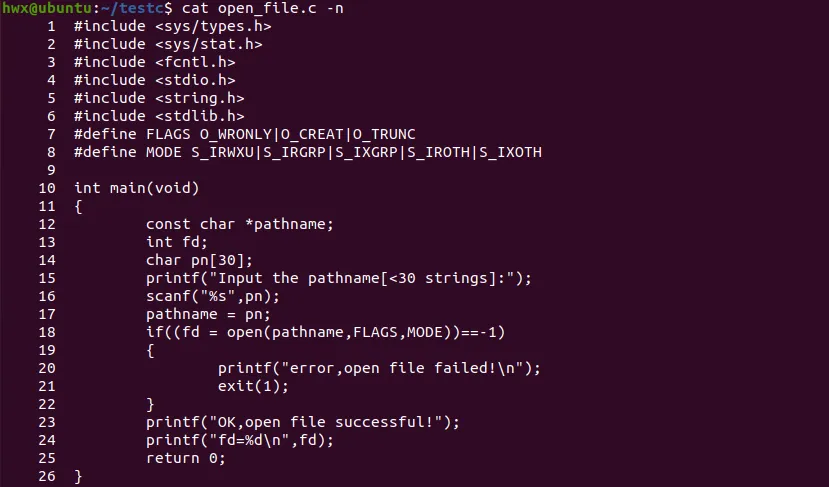 hwx@ubuntu:~/testc$ cat open_file.c -n
     1  #include <sys/types.h>
     2  #include <sys/stat.h>
     3  #include <fcntl.h>
     4  #include <stdio.h>
     5  #include <string.h>
     6  #include <stdlib.h>
     7  #define FLAGS O_WRONLY|O_CREAT|O_TRUNC
     8  #define MODE S_IRWXU|S_IRGRP|S_IXGRP|S_IROTH|S_IXOTH
     9
    10  int main(void)
    11  {
    12          const char *pathname;
    13          int fd;
    14          char pn[30];
    15          printf("Input the pathname[<30 strings]:");
    16          scanf("%s",pn);
    17          pathname = pn;
    18          if((fd = open(pathname,FLAGS,MODE))==-1)
    19          {
    20                  printf("error,open file failed!\n");
    21                  exit(1);
    22          }
    23          printf("OK,open file successful!");
    24          printf("fd=%d\n",fd);
    25          return 0;
    26  }